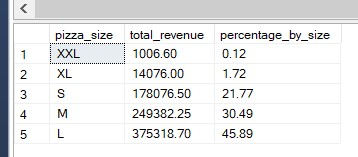 pizza_size total_revenue percentage_by_size
1 XXL 1006.60 0.12
2 XL 14076.00 1.72
3 S 178076.50 21.77
4 M 249382.25 30.49
5 L 375318.70 45.89